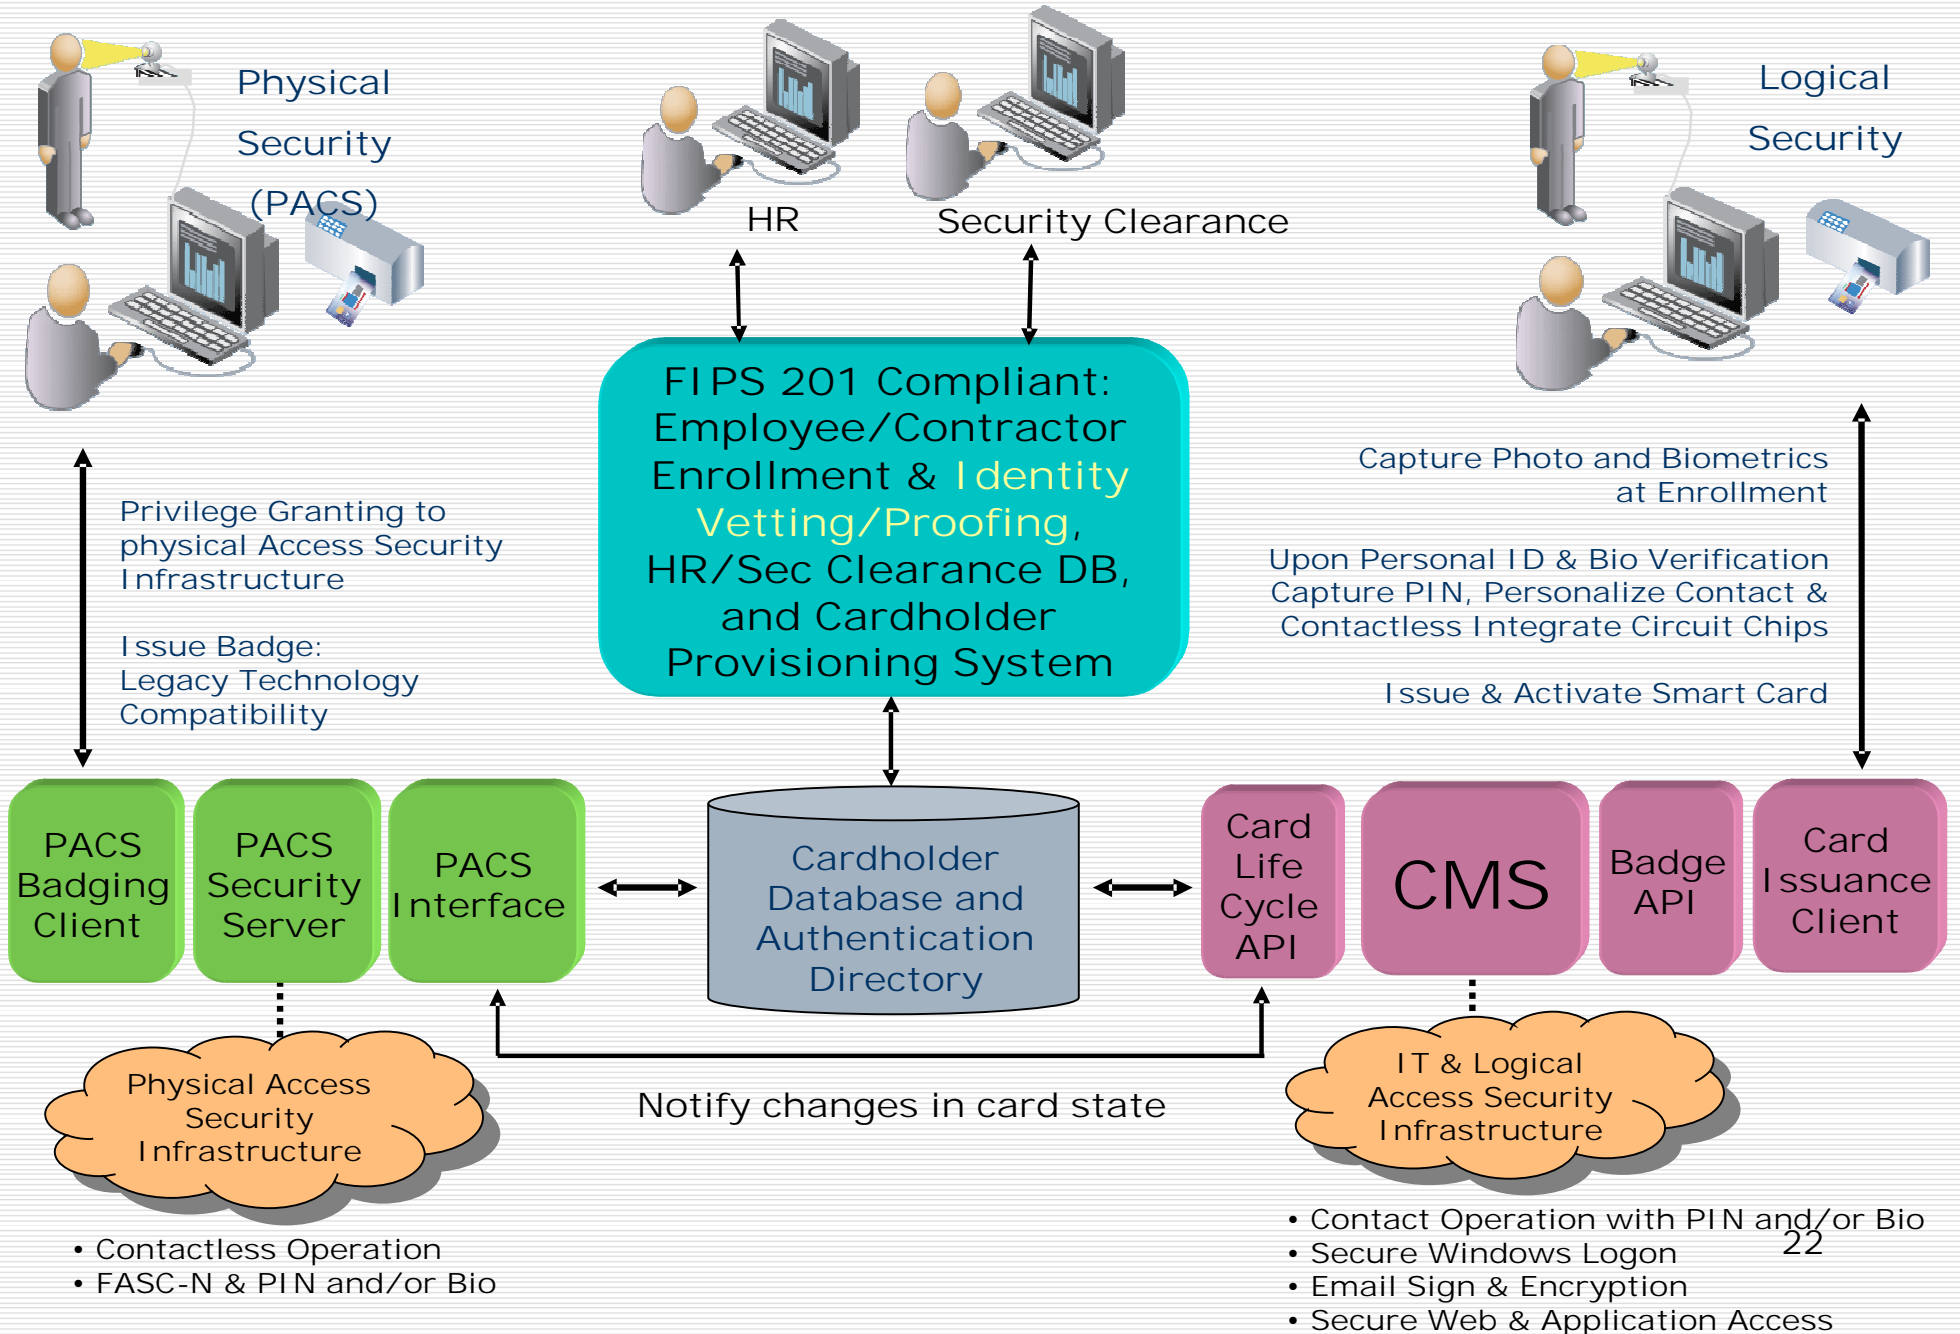 Physical
Security
(PACS)
HR
Security Clearance
Logical
Security
FIPS 201 Compliant:
Employee/Contractor
Enrollment & Identity
Vetting/Proofing,
HR/Sec Clearance DB,
and Cardholder
Provisioning System
Privilege Granting to
physical Access Security
Infrastructure
Issue Badge:
Legacy Technology
Compatibility
Capture Photo and Biometrics
at Enrollment
Upon Personal ID & Bio Verification
Capture PIN, Personalize Contact &
Contactless Integrate Circuit Chips
Issue & Activate Smart Card
PACS
Badging
Client
PACS
Security
Server
PACS
Interface
Cardholder
Database and
Authentication
Directory
Card
Life
Cycle
API
CMS
Badge
API
Card
Issuance
Client
Physical Access
Security
Infrastructure
Notify changes in card state
IT & Logical
Access Security
Infrastructure
• Contactless Operation
• FASC-N & PIN and/or Bio
• Contact Operation with PIN and/or Bio
• Secure Windows Logon
• Email Sign & Encryption
• Secure Web & Application Access
22